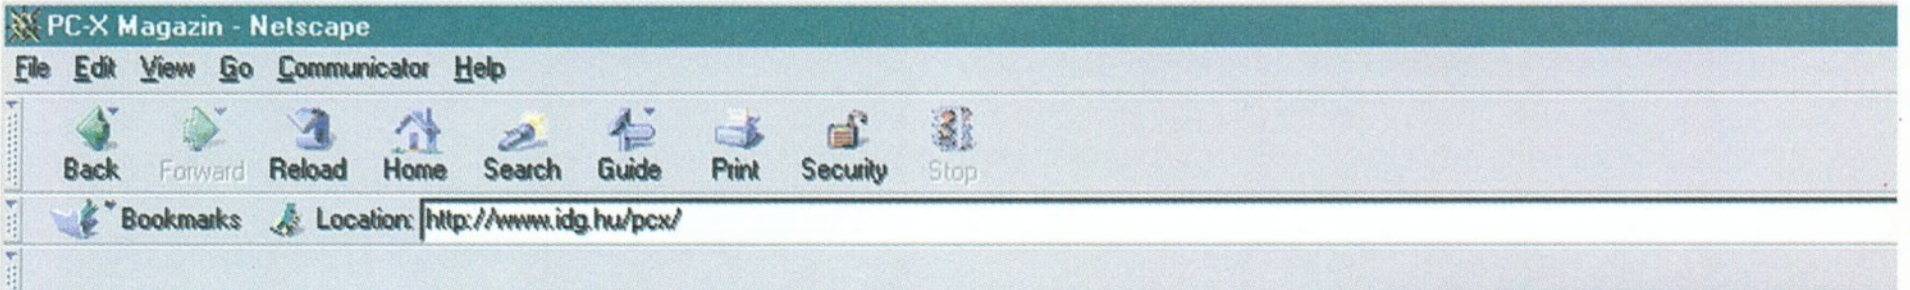 PC-X Magazin - Netscape
File Edit View Go Communicator Help
Back Forward Reload Home Search Guide Print Security Stop
Bookmarks Location: http://www.idg.hu/pcx/